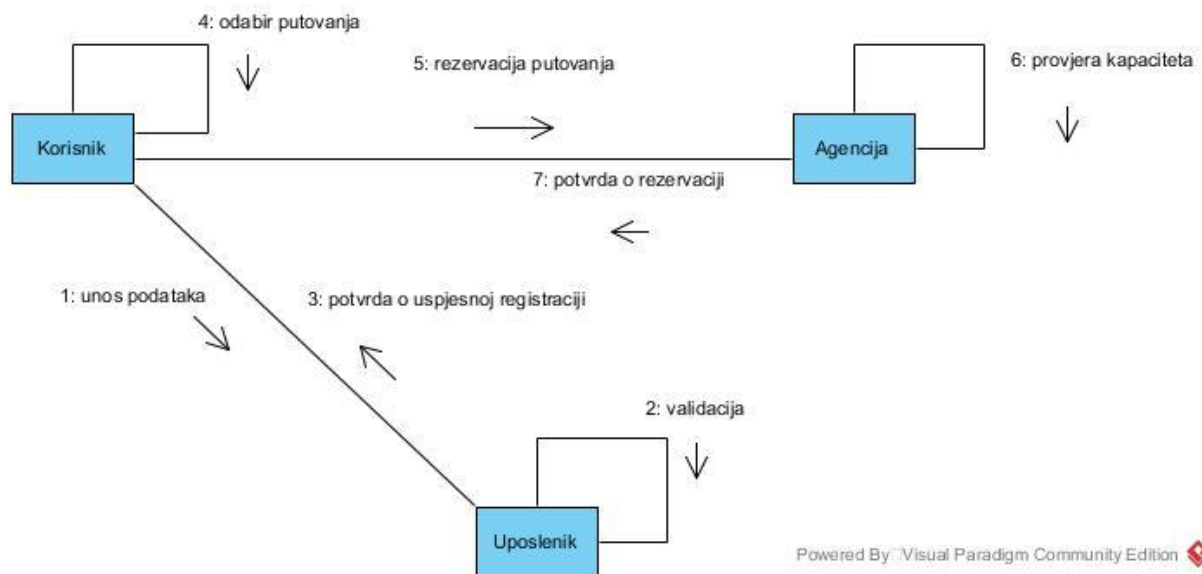 4: odabir putovanja
5: rezervacija putovanja
6: provjera kapaciteta
Korisnik
Agencija
7: potvrda o rezervaciji
1: unos podataka
3: potvrda o uspjesnoj registraciji
2: validacija
Uposlenik
Powered By Visual Paradigm Community Edition